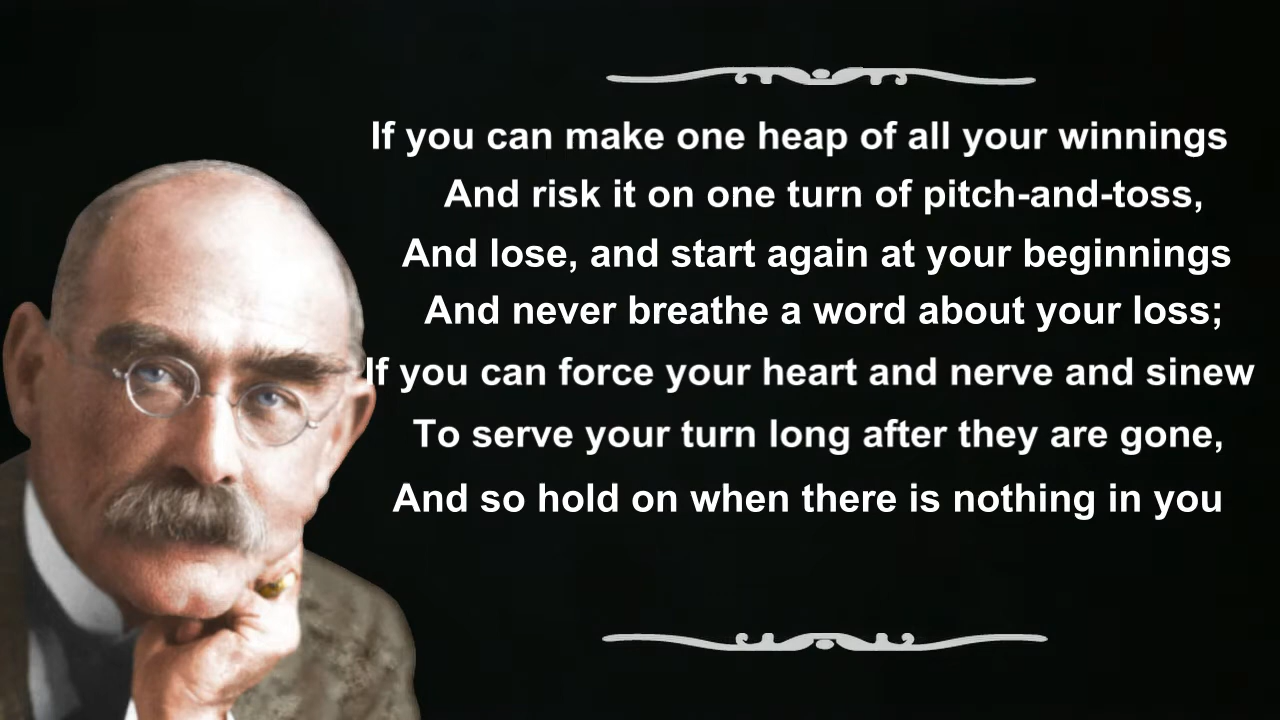 If you can make one heap of all your winnings
And risk it on one turn of pitch-and-toss,
And lose, and start again at your beginnings
And never breathe a word about your loss;
If you can force your heart and nerve and sinew
To serve your turn long after they are gone,
And so hold on when there is nothing in you